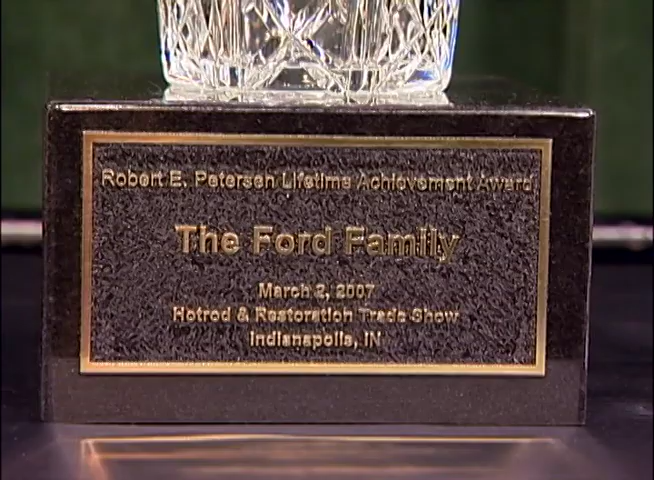 Robert E. Petersen Lifetime Achievement Award
The Ford Family
March 2, 2007
Hotrod & Restoration Trade Show
Indianapolis, IN